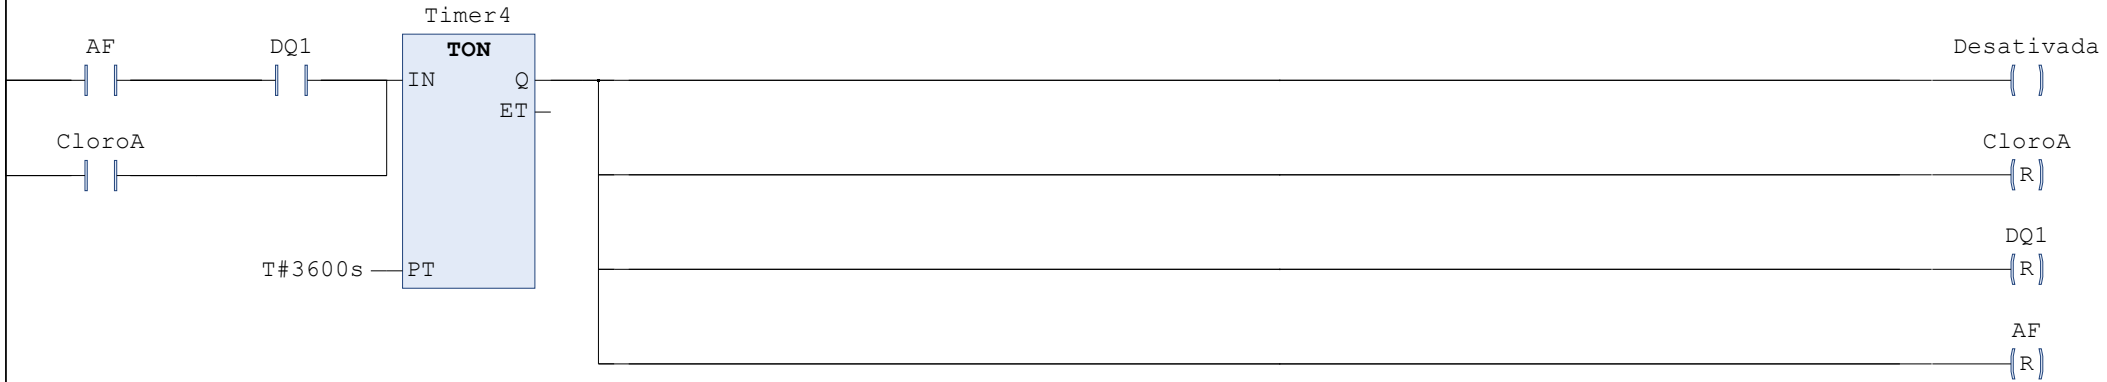 Timer4
AF DQ1 TON Desativada
IN Q
ET
CloroA CloroA
R
DQ1
T#3600s PT R
AF
R